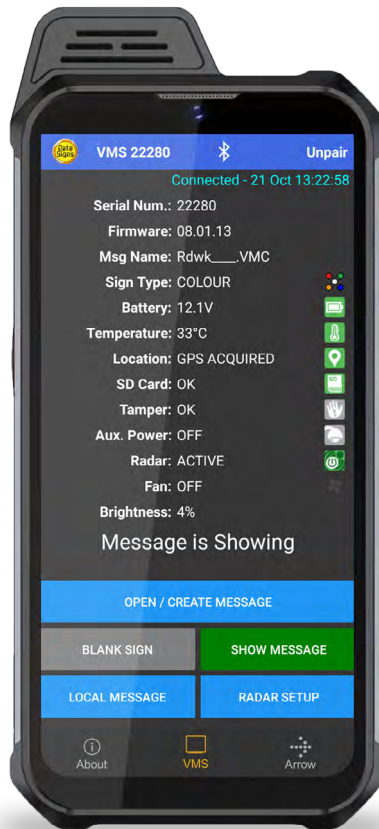 Data
Signs
VMS 22280
Unpair
Connected - 21 Oct 13:22:58
Serial Num.: 22280
Firmware: 08.01.13
Msg Name: Rdwk____.VMC
Sign Type: COLOUR
Battery: 12.1V
Temperature: 33°C
Location: GPS ACQUIRED
SD Card: OK
Tamper: OK
Aux. Power: OFF
Radar: ACTIVE
Fan: OFF
Brightness: 4%
Message is Showing
OPEN / CREATE MESSAGE
BLANK SIGN
SHOW MESSAGE
LOCAL MESSAGE
RADAR SETUP
About
VMS
Arrow